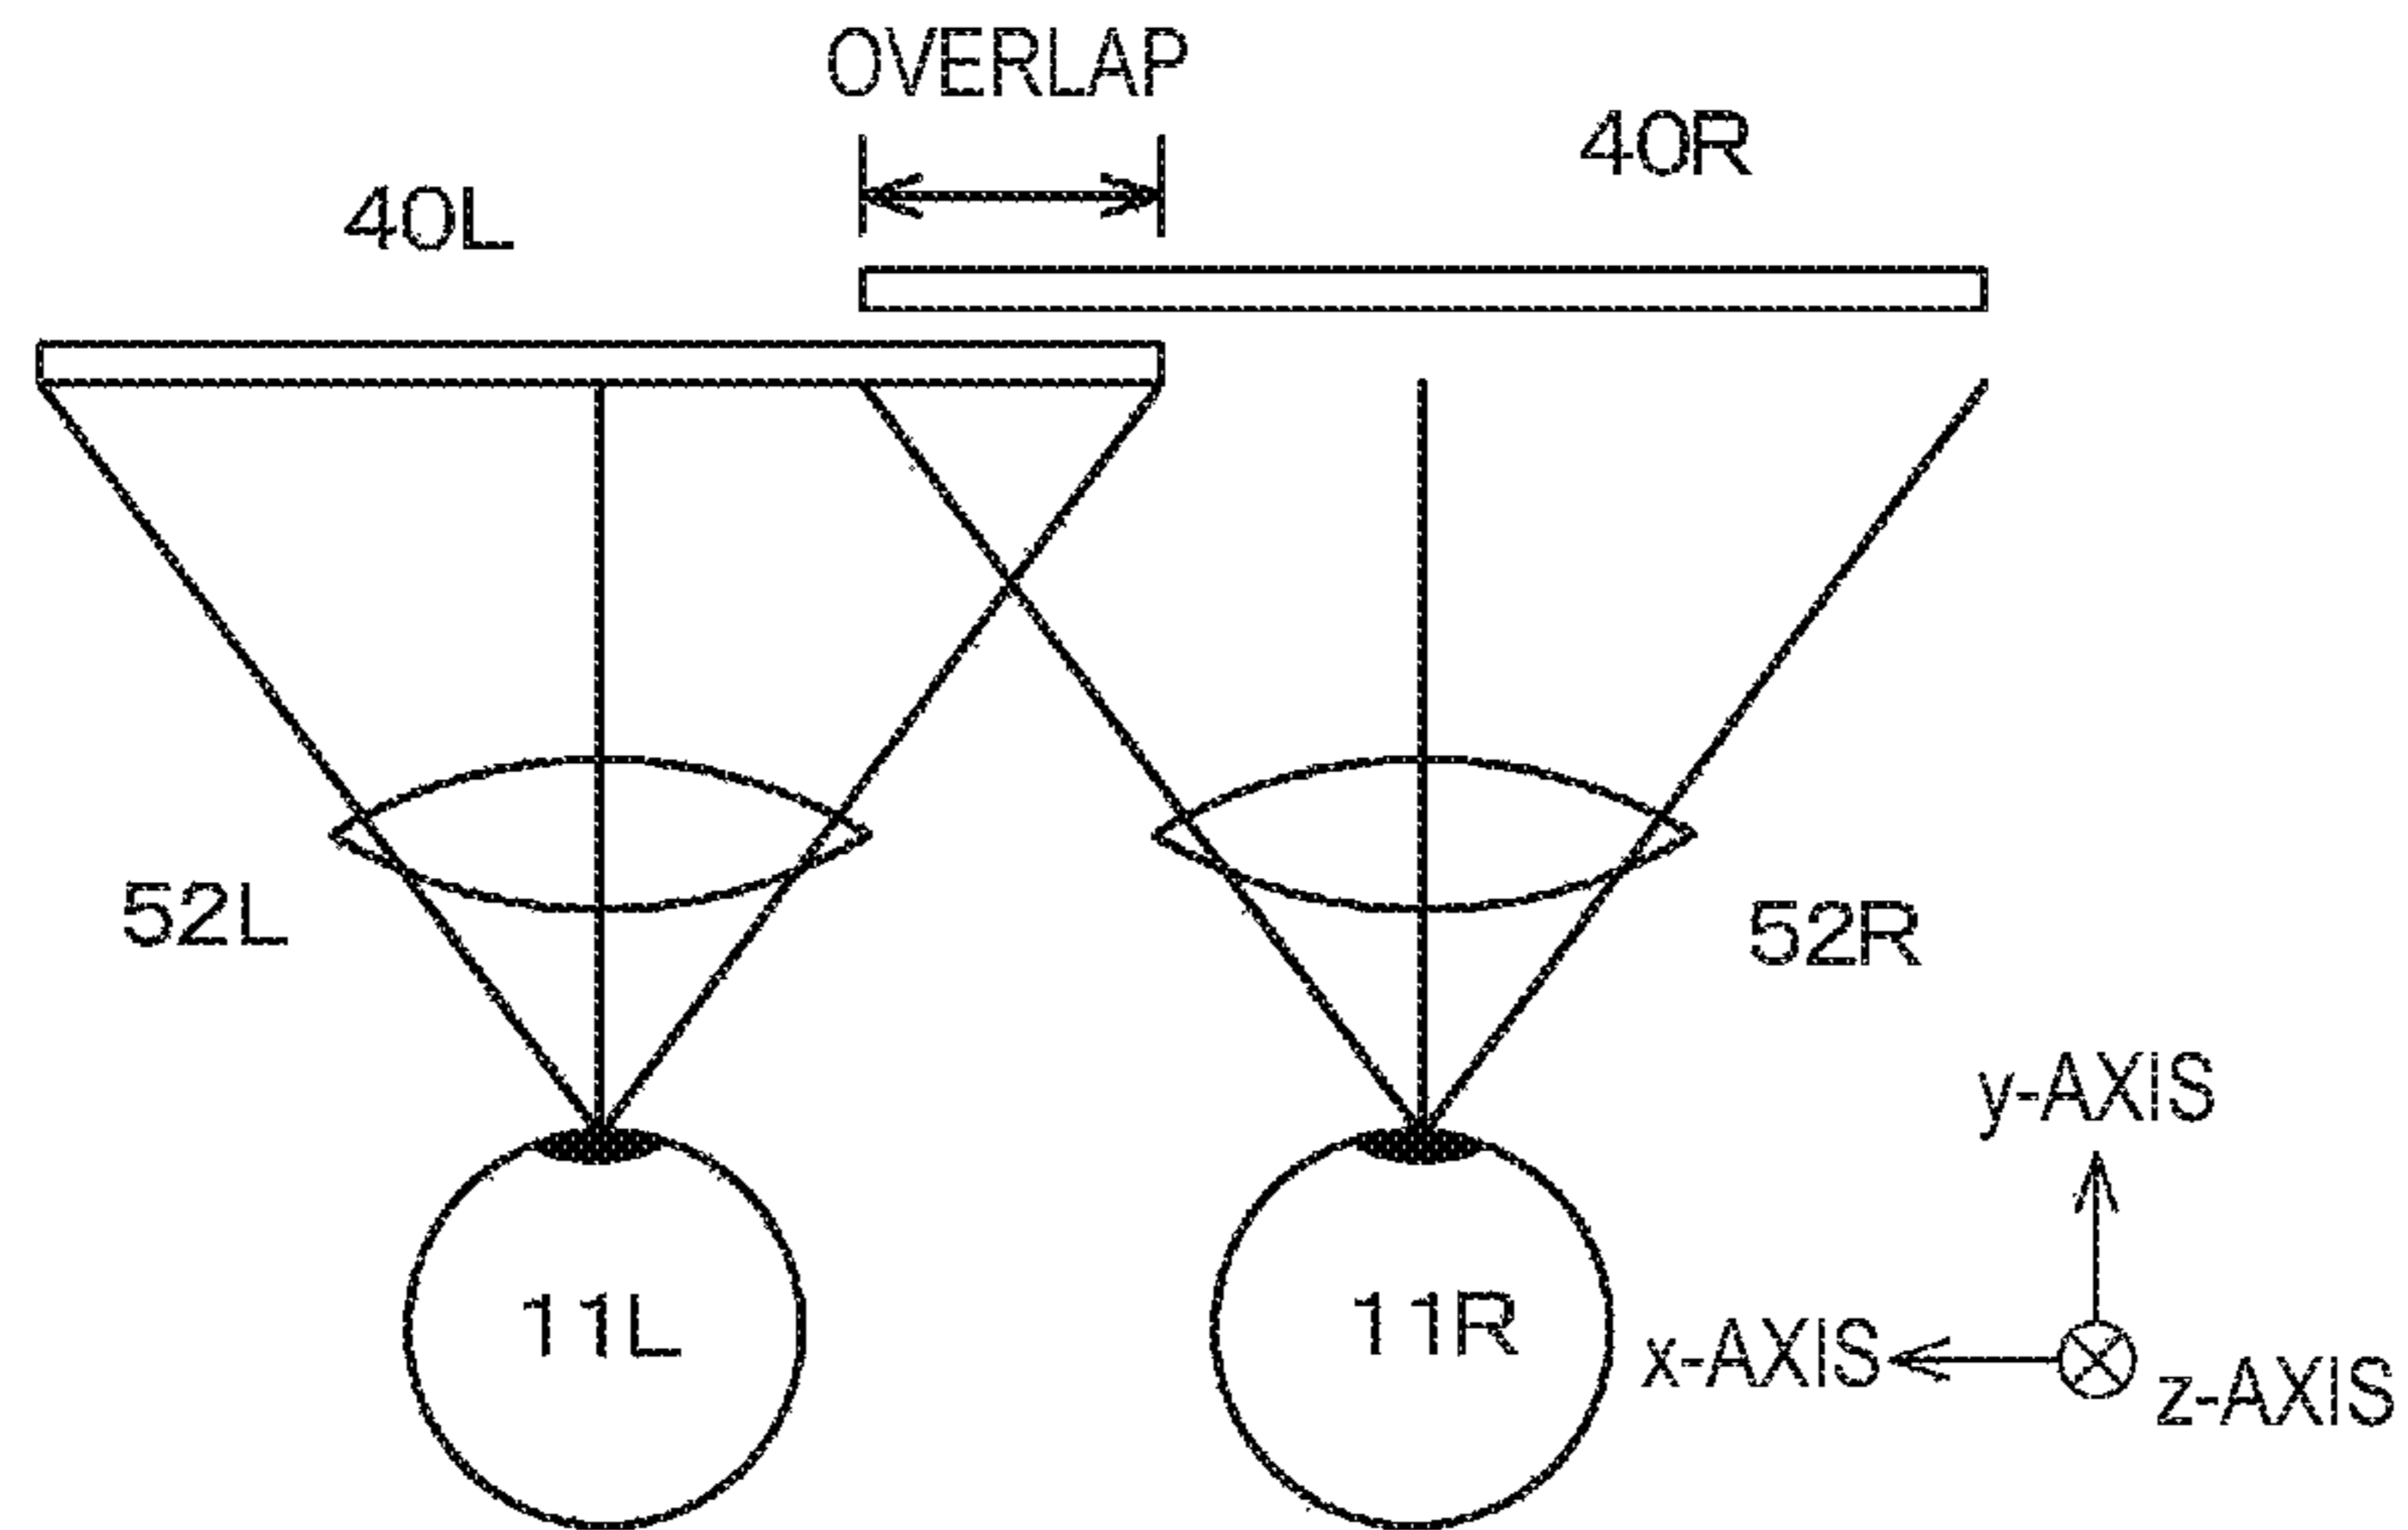 OVERLAP
40R
40L
52L
52R
y-AXIS
11L
11R
x-AXIS
z-AXIS